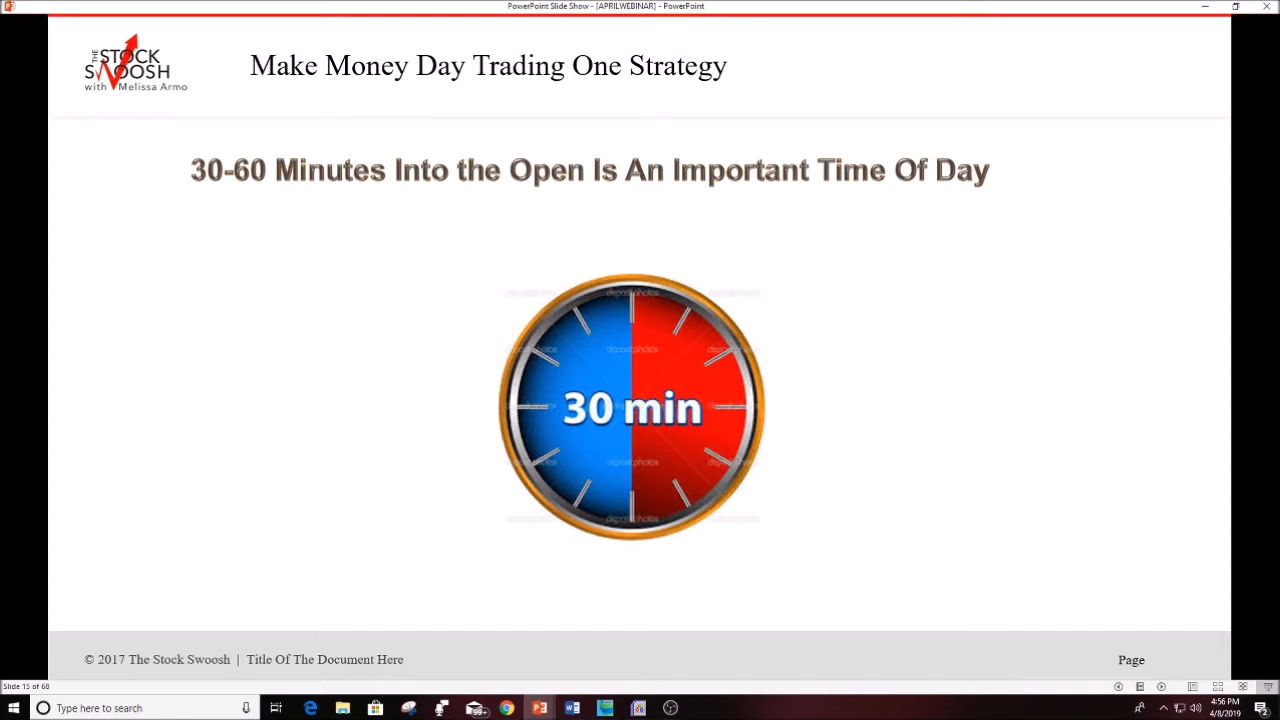 PowerPoint Slide Show - [APRILWEBINAR] - PowerPoint
THE
STOCK
SWOOSH
with Melissa Armo
Make Money Day Trading One Strategy
30-60 Minutes Into the Open Is An Important Time Of Day
30 min
© 2017 The Stock Swoosh | Title Of The Document Here
Page
Slide 15 of 68
Type here to search
99+
4:56 PM
4/8/2019
2